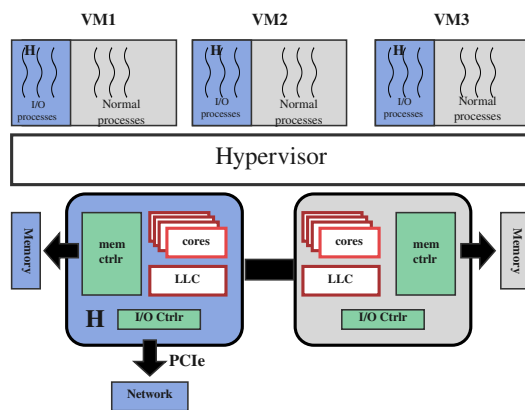 VM1 VM2 VM3
H H H
I/O
processes
Normal
processes
I/O
processes
Normal
processes
I/O
processes
Normal
processes
Hypervisor
Memory
mem
ctrlr
cores
LLC
I/O Ctrlr
H
cores
LLC
mem
ctrlr
I/O Ctrlr
Memory
PCIe
Network